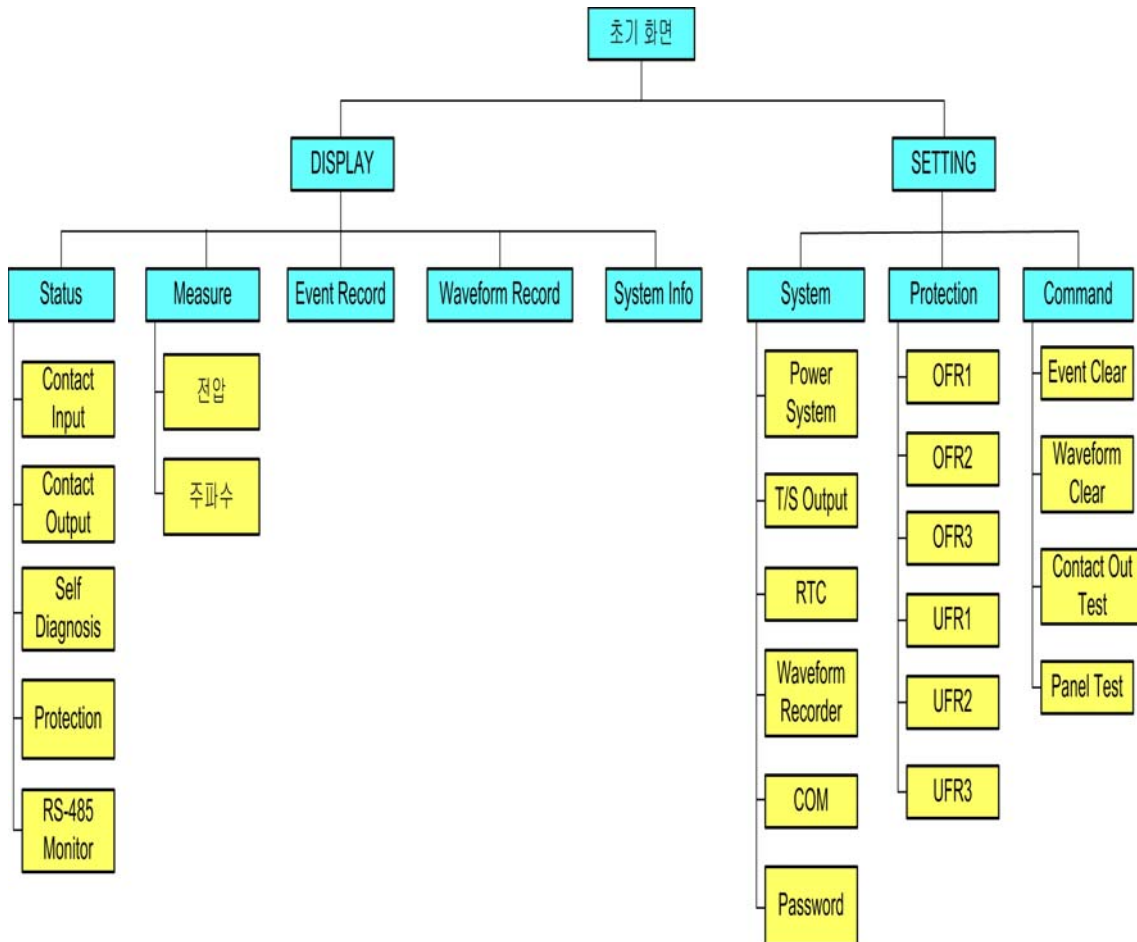 초기 화면
DISPLAY
SETTING
Status
Measure
Event Record
Waveform Record
System Info
System
Protection
Command
Contact
Input
Contact
Output
Self
Diagnosis
Protection
RS-485
Monitor
전압
주파수
Power
System
T/S Output
RTC
Waveform
Recorder
COM
Password
OFR1
OFR2
OFR3
UFR1
UFR2
UFR3
Event Clear
Waveform
Clear
Contact Out
Test
Panel Test